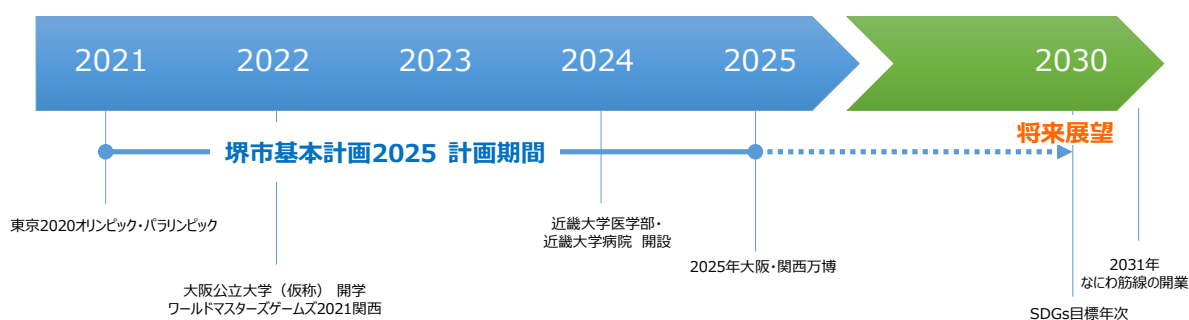 2021 2022 2023 2024 2025 2030
将来展望
堺市基本計画2025 計画期間
東京2020オリンピック・パラリンピック
近畿大学医学部・
近畿大学病院 開設
2025年大阪・関西万博
2031年
なにわ筋線の開業
大阪公立大学（仮称） 開学
ワールドマスターズゲームズ2021関西
SDGs目標年次